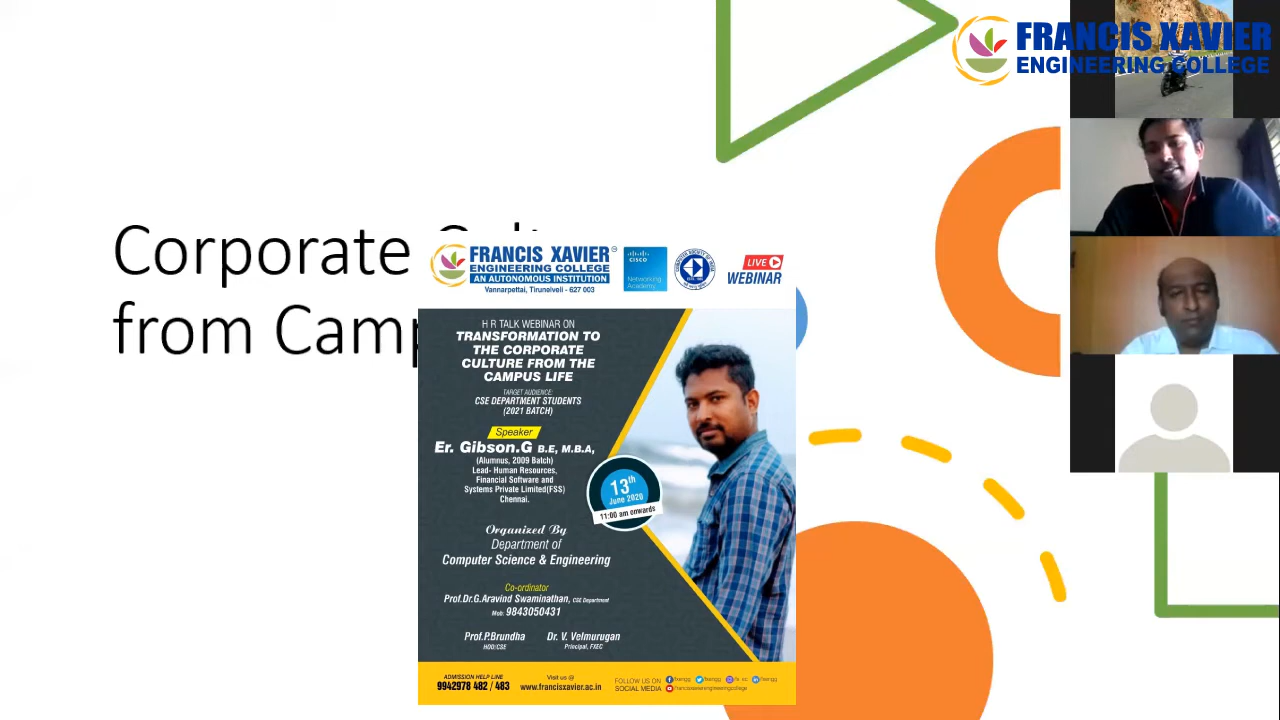 FRANCIS XAVIER
ENGINEERING COLLEGE
Corporate
from Camp
FRANCIS XAVIER
ENGINEERING COLLEGE
AN AUTONOMOUS INSTITUTION
Vannarpettai, Tirunelveli - 627 003
CISCO
Networking
Academy
LIVE
WEBINAR
H R TALK WEBINAR ON
TRANSFORMATION TO
THE CORPORATE
CULTURE FROM THE
CAMPUS LIFE
TARGET AUDIENCE:
CSE DEPARTMENT STUDENTS
(2021 BATCH)
Speaker
Er. Gibson.G B.E, M.B.A,
(Alumnus, 2009 Batch)
Lead- Human Resources,
Financial Software and
Systems Private Limited(FSS)
Chennai.
13th
June 2020
11:00 am onwards
Organized By
Department of
Computer Science & Engineering
Co-ordinator
Prof.Dr.G.Aravind Swaminathan, CSE Department
Mob: 9843050431
Prof.P.Brundha Dr. V. Velmurugan
HOD/CSE Principal, FXEC
ADMISSION HELP LINE
9942978 482 / 483
Visit us @
www.francisxavier.ac.in
FOLLOW US ON
SOCIAL MEDIA